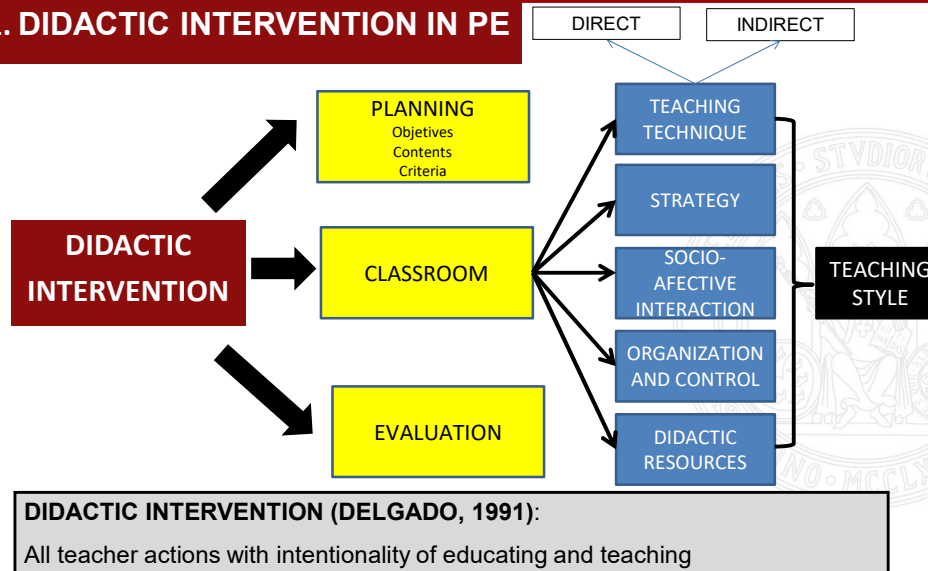 . DIDACTIC INTERVENTION IN PE
DIRECT
INDIRECT
PLANNING
Objetives
Contents
Criteria
TEACHING
TECHNIQUE
STRATEGY
DIDACTIC
INTERVENTION
CLASSROOM
SOCIO-
AFECTIVE
INTERACTION
TEACHING
STYLE
ORGANIZATION
AND CONTROL
EVALUATION
DIDACTIC
RESOURCES
DIDACTIC INTERVENTION (DELGADO, 1991):
All teacher actions with intentionality of educating and teaching